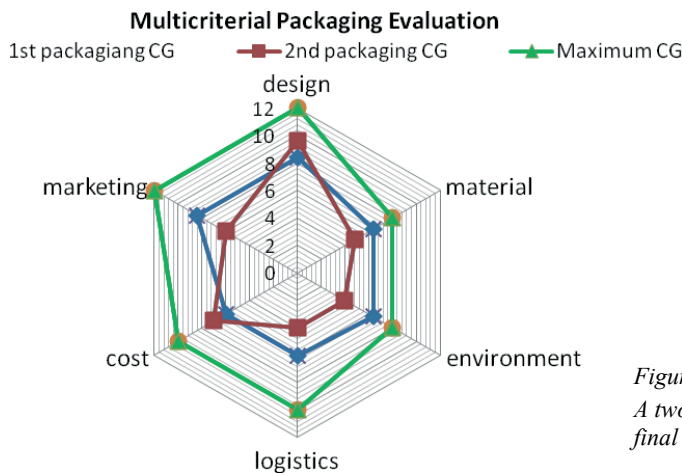 Multicriterial Packaging Evaluation
1st packagiang CG 2nd packaging CG Maximum CG
design
12
10
8
6
4
2
0
marketing
material
cost
environment
logistics
Figur
A two
final